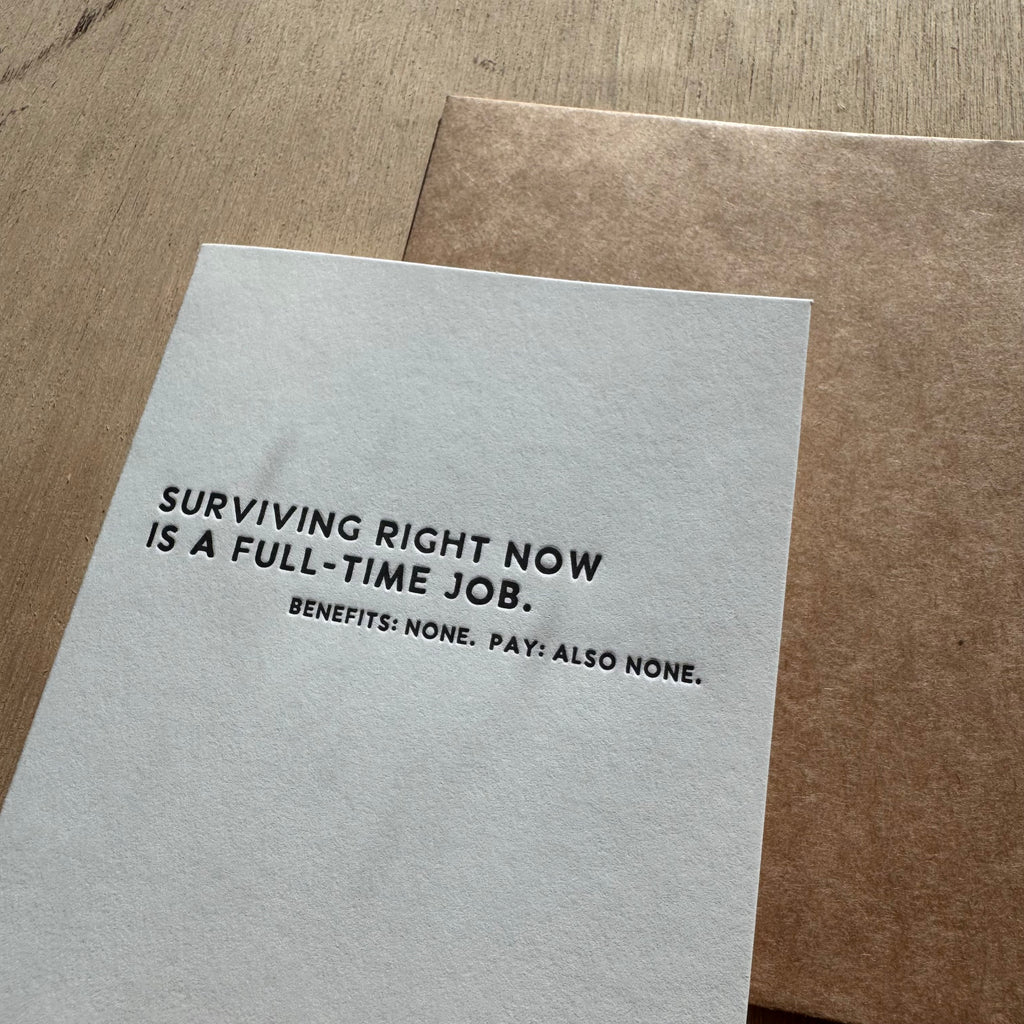 SURVIVING RIGHT NOW
IS A FULL-TIME JOB.
BENEFITS: NONE. PAY: ALSO NONE.